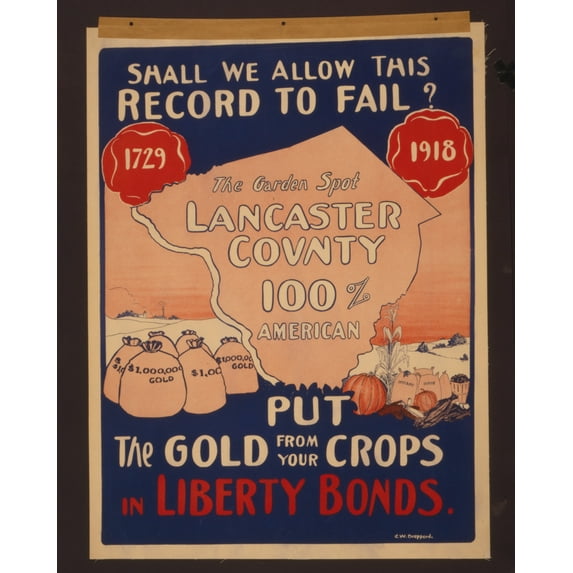 SHALL WE ALLOW THIS
RECORD TO FAIL?
1729
1918
The Garden Spot
LANCASTER
COVNTY
100%
AMERICAN
$1.000.000
GOLD
$1.00
GOLD
PUT
The GOLD FROM YOUR CROPS
IN LIBERTY BONDS.